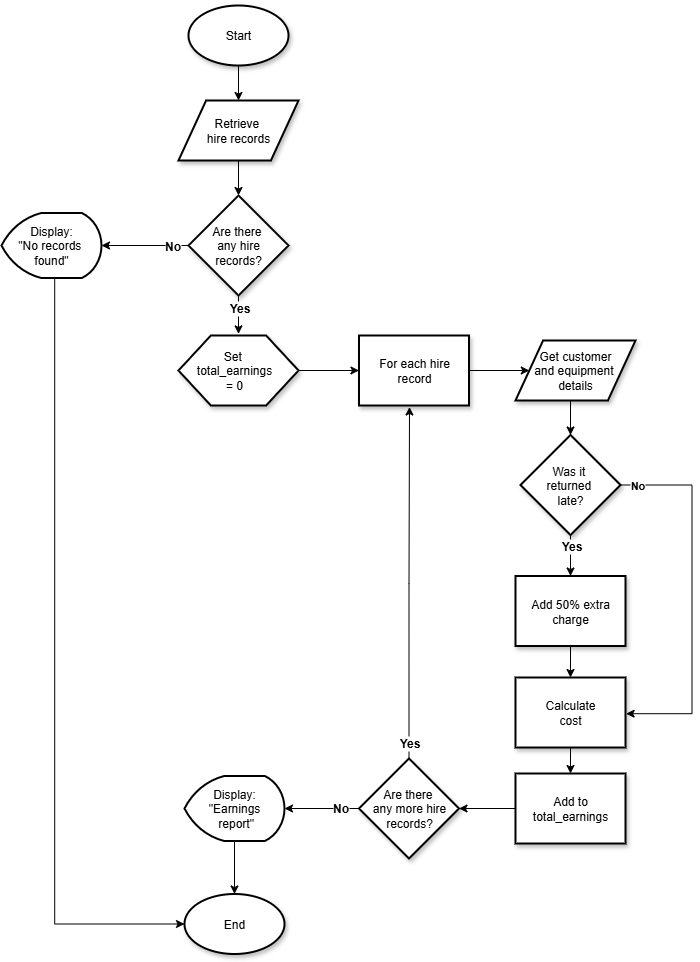 Start
Retrieve
hire records
Are there
any hire
records?
No
Display:
"No records
found"
Yes
Set
total_earnings
= 0
For each hire
record
Get customer
and equipment
details
Was it
returned
late?
No
Yes
Add 50% extra
charge
Calculate
cost
Add to
total_earnings
Are there
any more hire
records?
Yes
No
Display:
"Earnings
report"
End